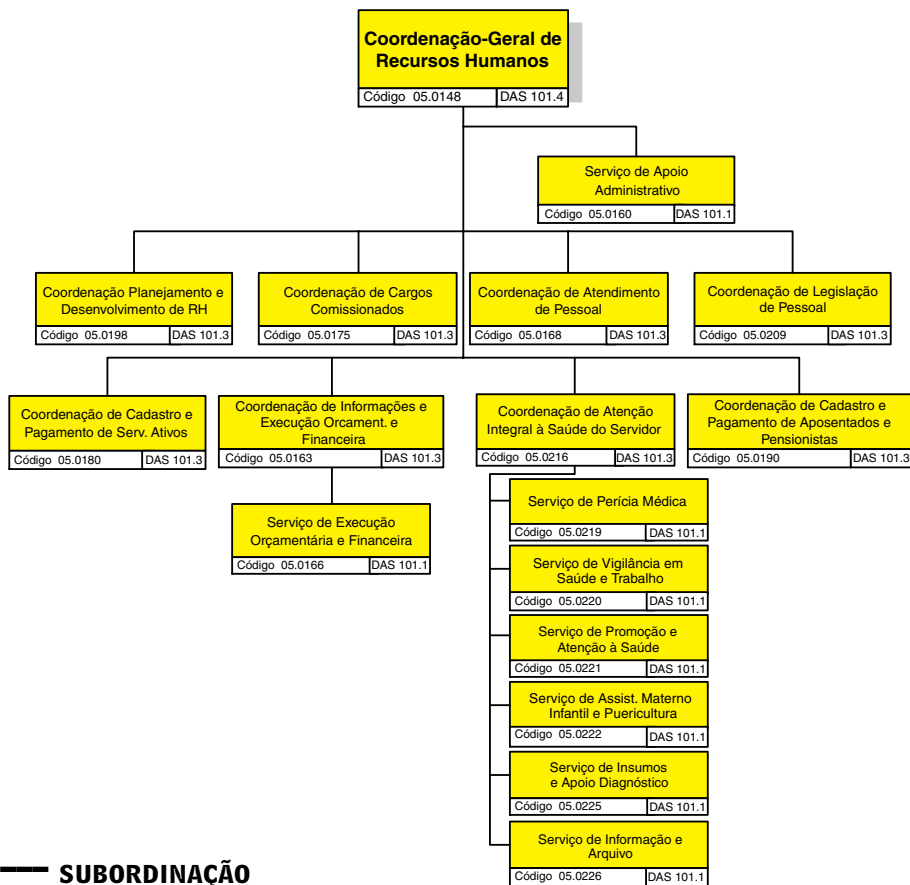 Coordenação-Geral de
Recursos Humanos
Código 05.0148 DAS 101.4
Serviço de Apoio
Administrativo
Código 05.0160 DAS 101.1
Coordenação Planejamento e
Desenvolvimento de RH
Código 05.0198 DAS 101.3
Coordenação de Cargos
Comissionados
Código 05.0175 DAS 101.3
Coordenação de Atendimento
de Pessoal
Código 05.0168 DAS 101.3
Coordenação de Legislação
de Pessoal
Código 05.0209 DAS 101.3
Coordenação de Cadastro e
Pagamento de Serv. Ativos
Código 05.0180 DAS 101.3
Coordenação de Informações e
Execução Orcament. e
Financeira
Código 05.0163 DAS 101.3
Coordenação de Atenção
Integral à Saúde do Servidor
Código 05.0216 DAS 101.3
Coordenação de Cadastro e
Pagamento de Aposentados e
Pensionistas
Código 05.0190 DAS 101.3
Serviço de Execução
Orçamentária e Financeira
Código 05.0166 DAS 101.1
Serviço de Perícia Médica
Código 05.0219 DAS 101.1
Serviço de Vigilância em
Saúde e Trabalho
Código 05.0220 DAS 101.1
Serviço de Promoção e
Atenção à Saúde
Código 05.0221 DAS 101.1
Serviço de Assist. Materno
Infantil e Puericultura
Código 05.0222 DAS 101.1
Serviço de Insumos
e Apoio Diagnóstico
Código 05.0225 DAS 101.1
Serviço de Informação e
Arquivo
Código 05.0226 DAS 101.1
SUBORDINAÇÃO